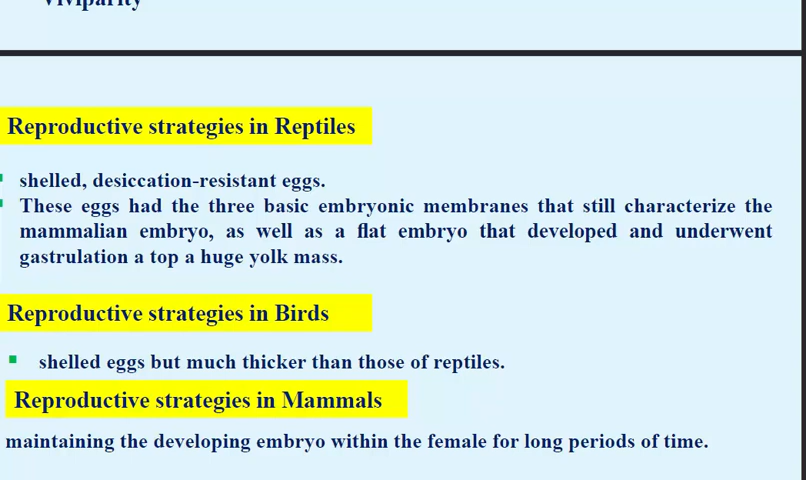 Viviparity
Reproductive strategies in Reptiles
shelled, desiccation-resistant eggs.
These eggs had the three basic embryonic membranes that still characterize the
mammalian embryo, as well as a flat embryo that developed and underwent
gastrulation a top a huge yolk mass.
Reproductive strategies in Birds
shelled eggs but much thicker than those of reptiles.
Reproductive strategies in Mammals
maintaining the developing embryo within the female for long periods of time.